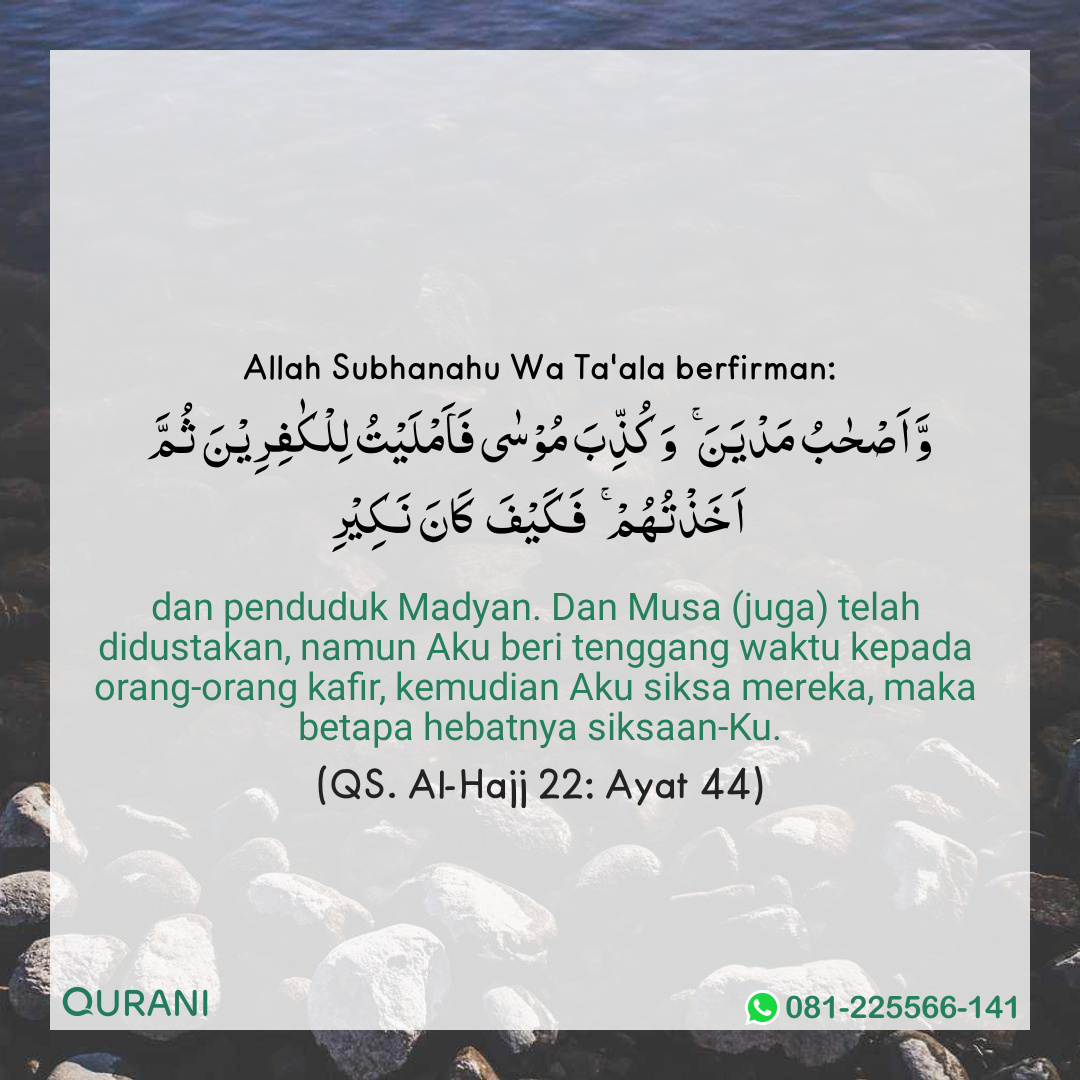 Allah Subhanahu Wa Ta'ala berfirman:
وَّاَصْحٰبُ مَدْيَنَ ۚ وَكُذِّبَ مُوْسٰى فَاَمْلَيْتُ لِلْكٰفِرِيْنَ ثُمَّ
اَخَذْتُهُمْ ۚ فَكَيْفَ كَانَ نَكِيْرِ
dan penduduk Madyan. Dan Musa (juga) telah
didustakan, namun Aku beri tenggang waktu kepada
orang-orang kafir, kemudian Aku siksa mereka, maka
betapa hebatnya siksaan-Ku.
(QS. Al-Hajj 22: Ayat 44)
QURANI
081-225566-141